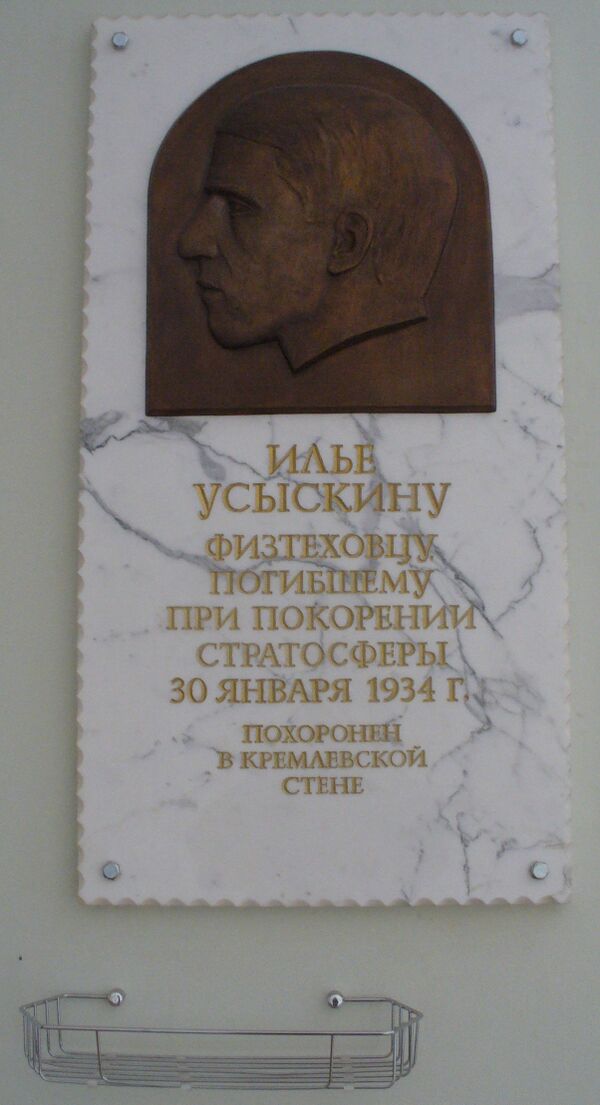 ИЛЬЕ
УСЫСКИНУ
ФИЗТЕХОВЦУ,
ПОГИБШЕМУ
ПРИ ПОКОРЕНИИ
СТРАТОСФЕРЫ
30 ЯНВАРЯ 1934 Г.
ПОХОРОНЕН
В КРЕМЛЕВСКОЙ
СТЕНЕ